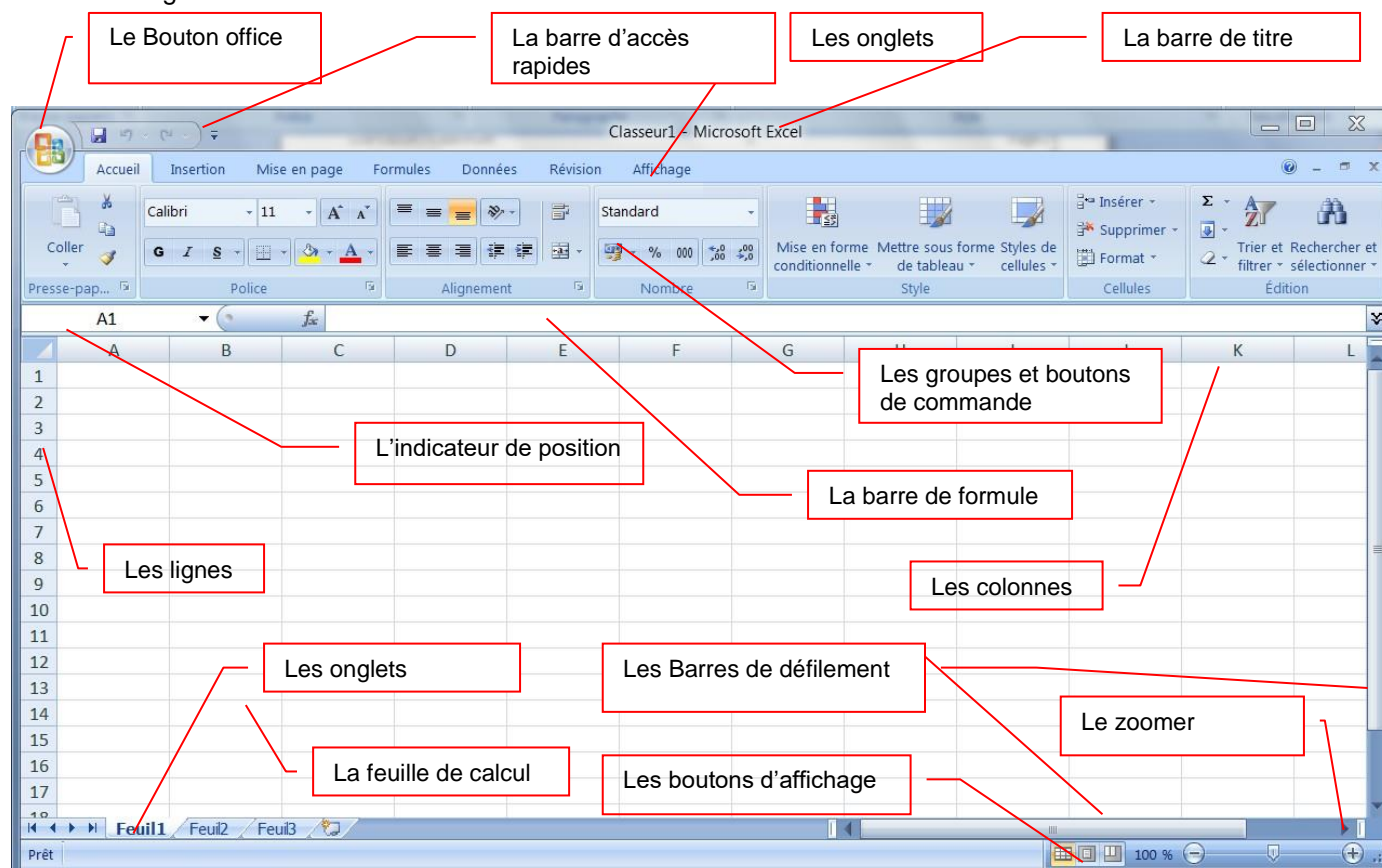 Le Bouton office
La barre d'accès
rapides
Les onglets
La barre de titre
Classeur1 - Microsoft Excel
Accueil Insertion Mise en page Formules Données Révision Affichage
Calibri 11 Standard
Insérer
Supprimer
Format
Coller
G I S
% 000
Mise en forme
conditionnelle
Mettre sous forme
de tableau
Styles de
cellules
Trier et
filtrer
Rechercher et
sélectionner
Presse-pap... Police Alignement Nombre Style Cellules Édition
A1 fx
A B C D E F G K L
1
2
3
4
5
6
7
8
9
10
11
12
13
14
15
16
17
18
Les groupes et boutons
de commande
L'indicateur de position
La barre de formule
Les lignes
Les colonnes
Les onglets
Les Barres de défilement
Le zoomer
La feuille de calcul
Les boutons d'affichage
Feuil1 Feuil2 Feuil3
Prêt 100 %